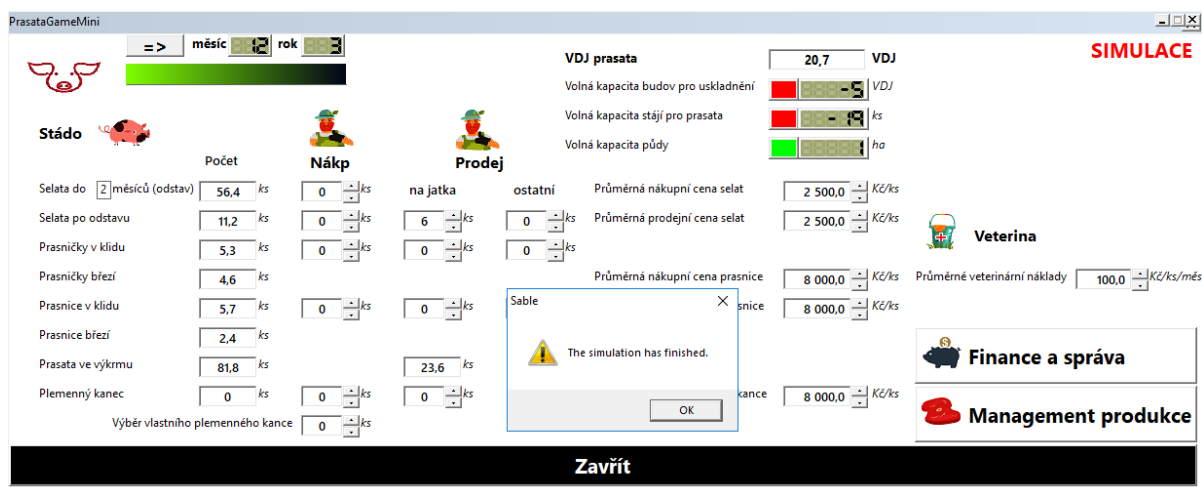 PrasataGameMini
=> měsíc 12 rok 3
SIMULACE
VDJ prasata 20,7 VDJ
Volná kapacita budov pro uskladnění -5 VDJ
Volná kapacita stájí pro prasata -19 ks
Volná kapacita půdy 1 ha
Stádo
Počet Nákp Prodej
na jatka ostatní
Selata do 2 měsíců (odstav) 56,4 ks 0 ks Průměrná nákupní cena selat 2 500,0 Kč/ks
Selata po odstavu 11,2 ks 0 ks 6 ks 0 ks Průměrná prodejní cena selat 2 500,0 Kč/ks
Prasničky v klidu 5,3 ks 0 ks 0 ks 0 ks
Veterina
Prasničky březí 4,6 ks Průměrná nákupní cena prasnice 8 000,0 Kč/ks Průměrné veterinární náklady 100,0 Kč/ks/měs
Prasnice v klidu 5,7 ks 0 ks 0 ks snice 8 000,0 Kč/ks
Prasnice březí 2,4 ks
Prasata ve výkrmu 81,8 ks 23,6 ks
Plemenný kanec 0 ks 0 ks 0 ks kance 8 000,0 Kč/ks
Výběr vlastního plemenného kance 0 ks
Sable
The simulation has finished.
OK
Finance a správa
Management produkce
Zavřít